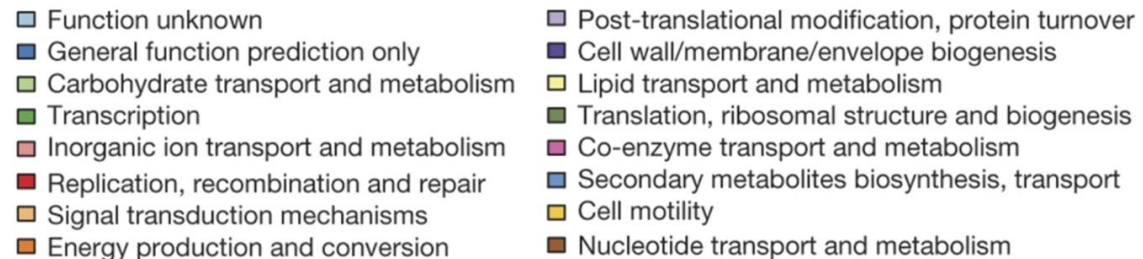 Function unknown
General function prediction only
Carbohydrate transport and metabolism
Transcription
Inorganic ion transport and metabolism
Replication, recombination and repair
Signal transduction mechanisms
Energy production and conversion
Post-translational modification, protein turnover
Cell wall/membrane/envelope biogenesis
Lipid transport and metabolism
Translation, ribosomal structure and biogenesis
Co-enzyme transport and metabolism
Secondary metabolites biosynthesis, transport
Cell motility
Nucleotide transport and metabolism